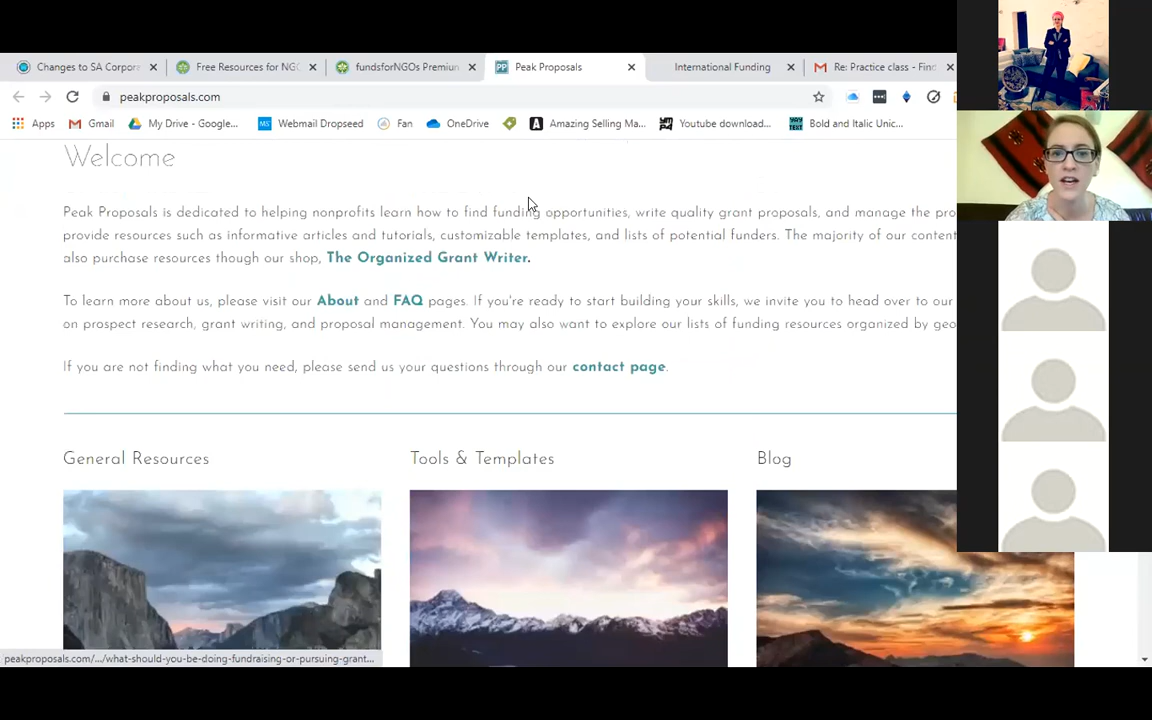 Changes to SA Corpora
Free Resources for NGO
fundsforNGOs Premium
PP Peak Proposals
International Funding
Re: Practice class - Find
peakproposals.com
Apps
Gmail
My Drive - Google...
Webmail Dropseed
Fan
OneDrive
Amazing Selling Ma...
Youtube download...
Bold and Italic Unic...
Welcome
Peak Proposals is dedicated to helping nonprofits learn how to find funding opportunities, write quality grant proposals, and manage the pro
provide resources such as informative articles and tutorials, customizable templates, and lists of potential funders. The majority of our content
also purchase resources though our shop, The Organized Grant Writer.
To learn more about us, please visit our About and FAQ pages. If you're ready to start building your skills, we invite you to head over to our
on prospect research, grant writing, and proposal management. You may also want to explore our lists of funding resources organized by geo
If you are not finding what you need, please send us your questions through our contact page.
General Resources
Tools & Templates
Blog
peakproposals.com/.../what-should-you-be-doing-fundraising-or-pursuing-grant...